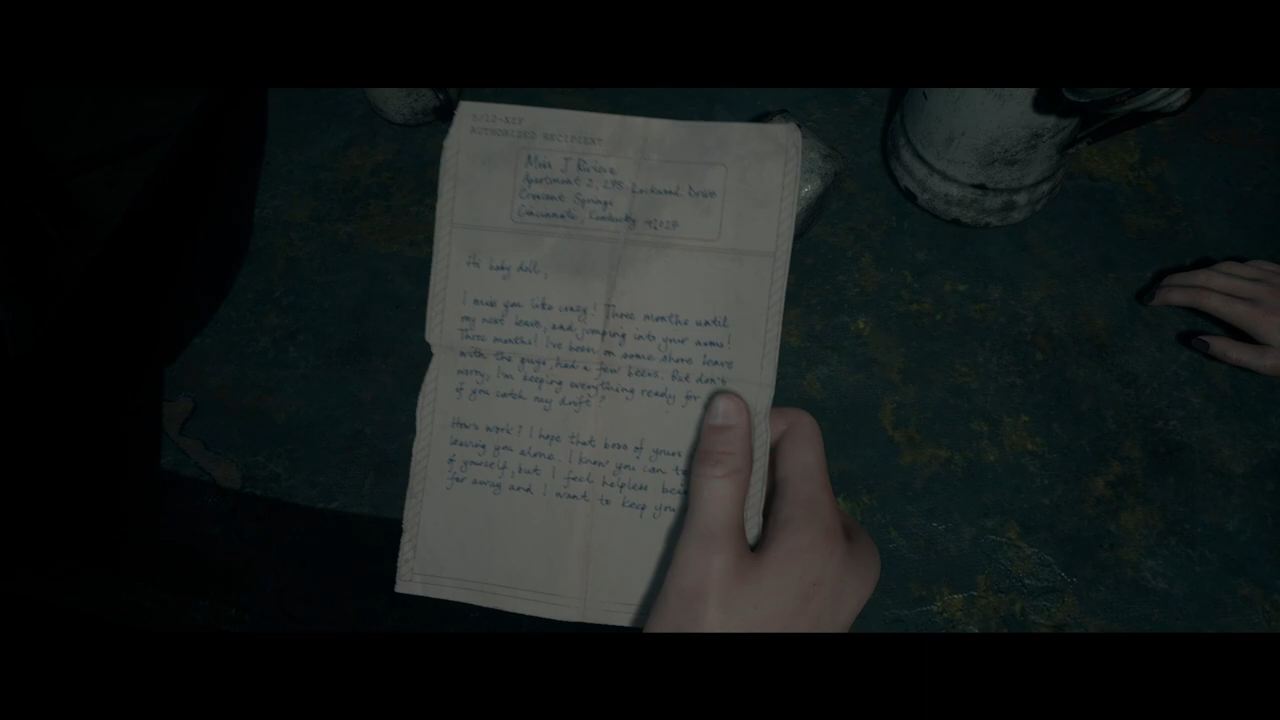 AUTHORISED RECIPIENT
Miss J Riviere
Apartment 2, 295 Lockwood Drive
Crescent Springs
Cincinnati, Kentucky
Hi baby doll,
I miss you like crazy! Three months until
my next leave, and jumping into your arms!
Three months! I've been on some shore leave
with the guys, had a few beers. But don't
worry, I'm keeping everything ready for
if you catch my drift?
How's work? I hope that boss of yours
leaving you alone. I know you can
of yourself, but I feel helpless
far away and I want to keep you